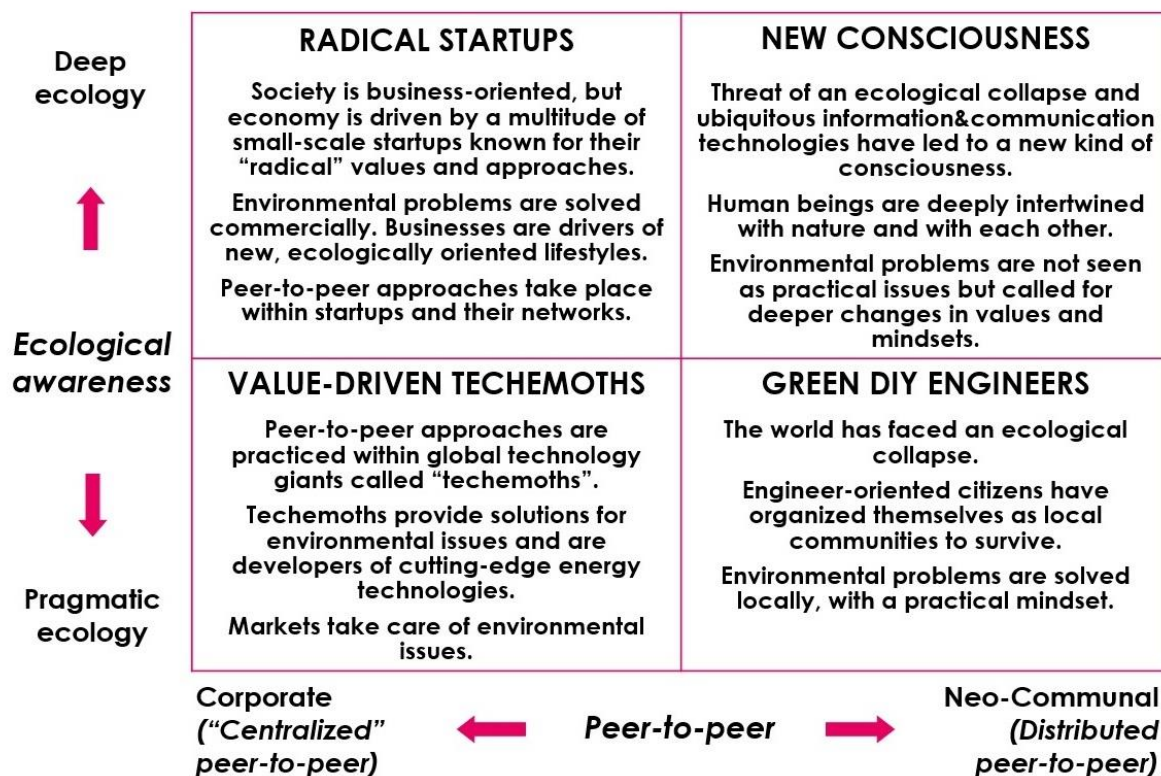 Deep
ecology
Ecological
awareness
Pragmatic
ecology
RADICAL STARTUPS
Society is business-oriented, but
economy is driven by a multitude of
small-scale startups known for their
“radical” values and approaches.
Environmental problems are solved
commercially. Businesses are drivers of
new, ecologically oriented lifestyles.
Peer-to-peer approaches take place
within startups and their networks.
NEW CONSCIOUSNESS
Threat of an ecological collapse and
ubiquitous information&communication
technologies have led to a new kind of
consciousness.
Human beings are deeply intertwined
with nature and with each other.
Environmental problems are not seen
as practical issues but called for
deeper changes in values and
mindsets.
VALUE-DRIVEN TECHEMOTHS
Peer-to-peer approaches are
practiced within global technology
giants called “techemoths”.
Techemoths provide solutions for
environmental issues and are
developers of cutting-edge energy
technologies.
Markets take care of environmental
issues.
GREEN DIY ENGINEERS
The world has faced an ecological
collapse.
Engineer-oriented citizens have
organized themselves as local
communities to survive.
Environmental problems are solved
locally, with a practical mindset.
Corporate
(“Centralized”
peer-to-peer)
Peer-to-peer
Neo-Communal
(Distributed
peer-to-peer)